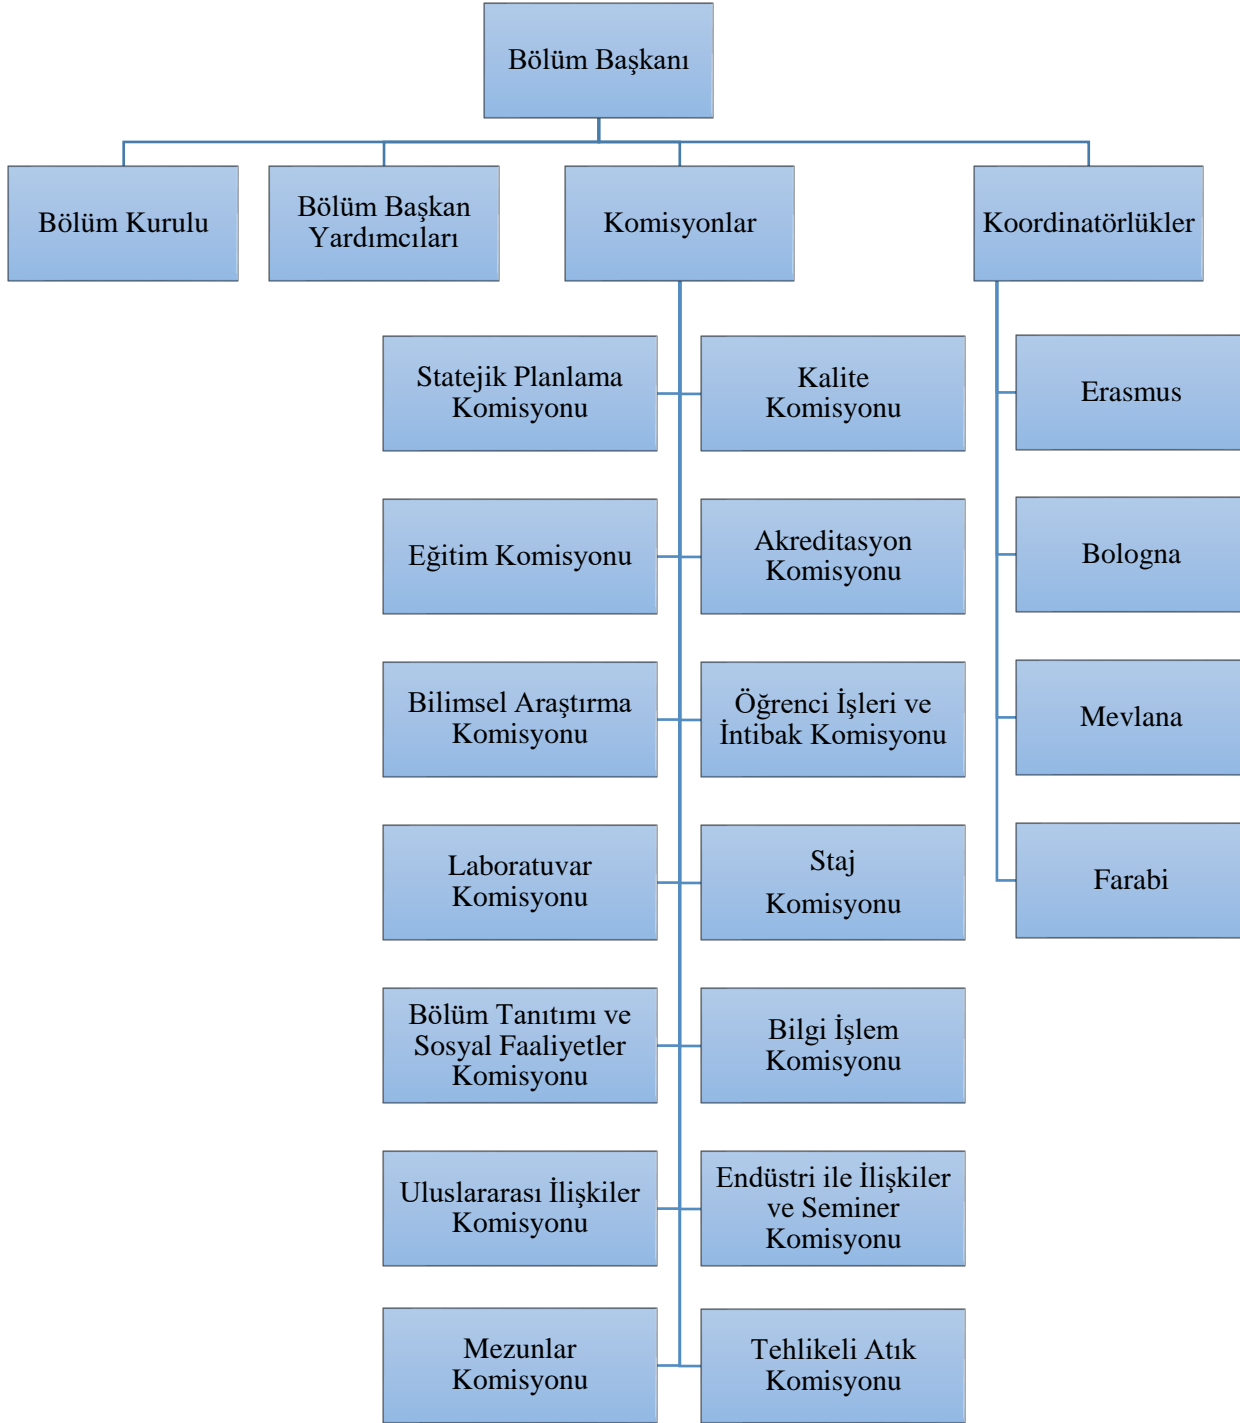 Bölüm Başkanı
Bölüm Kurulu
Bölüm Başkan
Yardımcıları
Komisyonlar
Koordinatörlükler
Statejik Planlama
Komisyonu
Kalite
Komisyonu
Erasmus
Eğitim Komisyonu
Akreditasyon
Komisyonu
Bologna
Bilimsel Araştırma
Komisyonu
Öğrenci İşleri ve
İntibak Komisyonu
Mevlana
Laboratuvar
Komisyonu
Staj
Komisyonu
Farabi
Bölüm Tanıtımı ve
Sosyal Faaliyetler
Komisyonu
Bilgi İşlem
Komisyonu
Uluslararası İlişkiler
Komisyonu
Endüstri ile İlişkiler
ve Seminer
Komisyonu
Mezunlar
Komisyonu
Tehlikeli Atık
Komisyonu